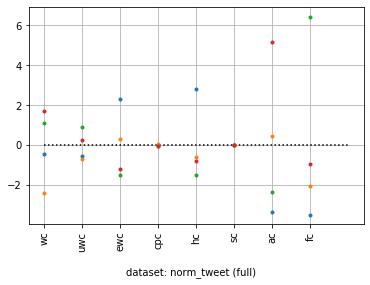 6
4
2
0
−2
wc
uwc
ewc
cpc
hc
sc
ac
fc
dataset: norm_tweet (full)